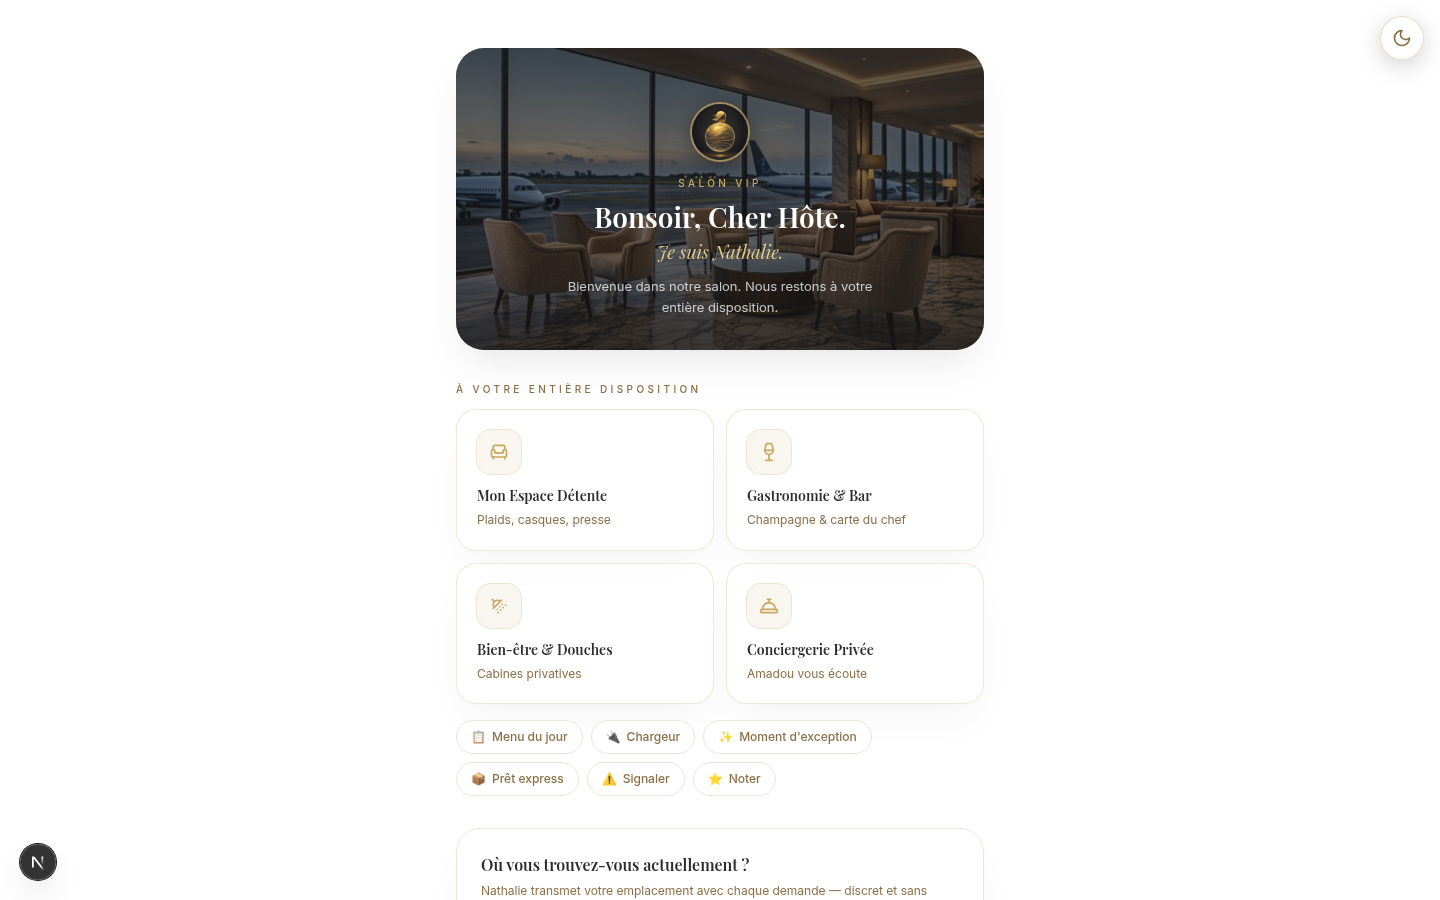 SALON VIP
Bonsoir, Cher Hôte.
Je suis Nathalie.
Bienvenue dans notre salon. Nous restons à votre
entière disposition.
À VOTRE ENTIÈRE DISPOSITION
Mon Espace Détente
Plaids, casques, presse
Gastronomie & Bar
Champagne & carte du chef
Bien-être & Douches
Cabines privatives
Conciergerie Privée
Amadou vous écoute
Menu du jour
Chargeur
Moment d'exception
Prêt express
Signaler
Noter
Où vous trouvez-vous actuellement ?
Nathalie transmet votre emplacement avec chaque demande — discret et sans
N